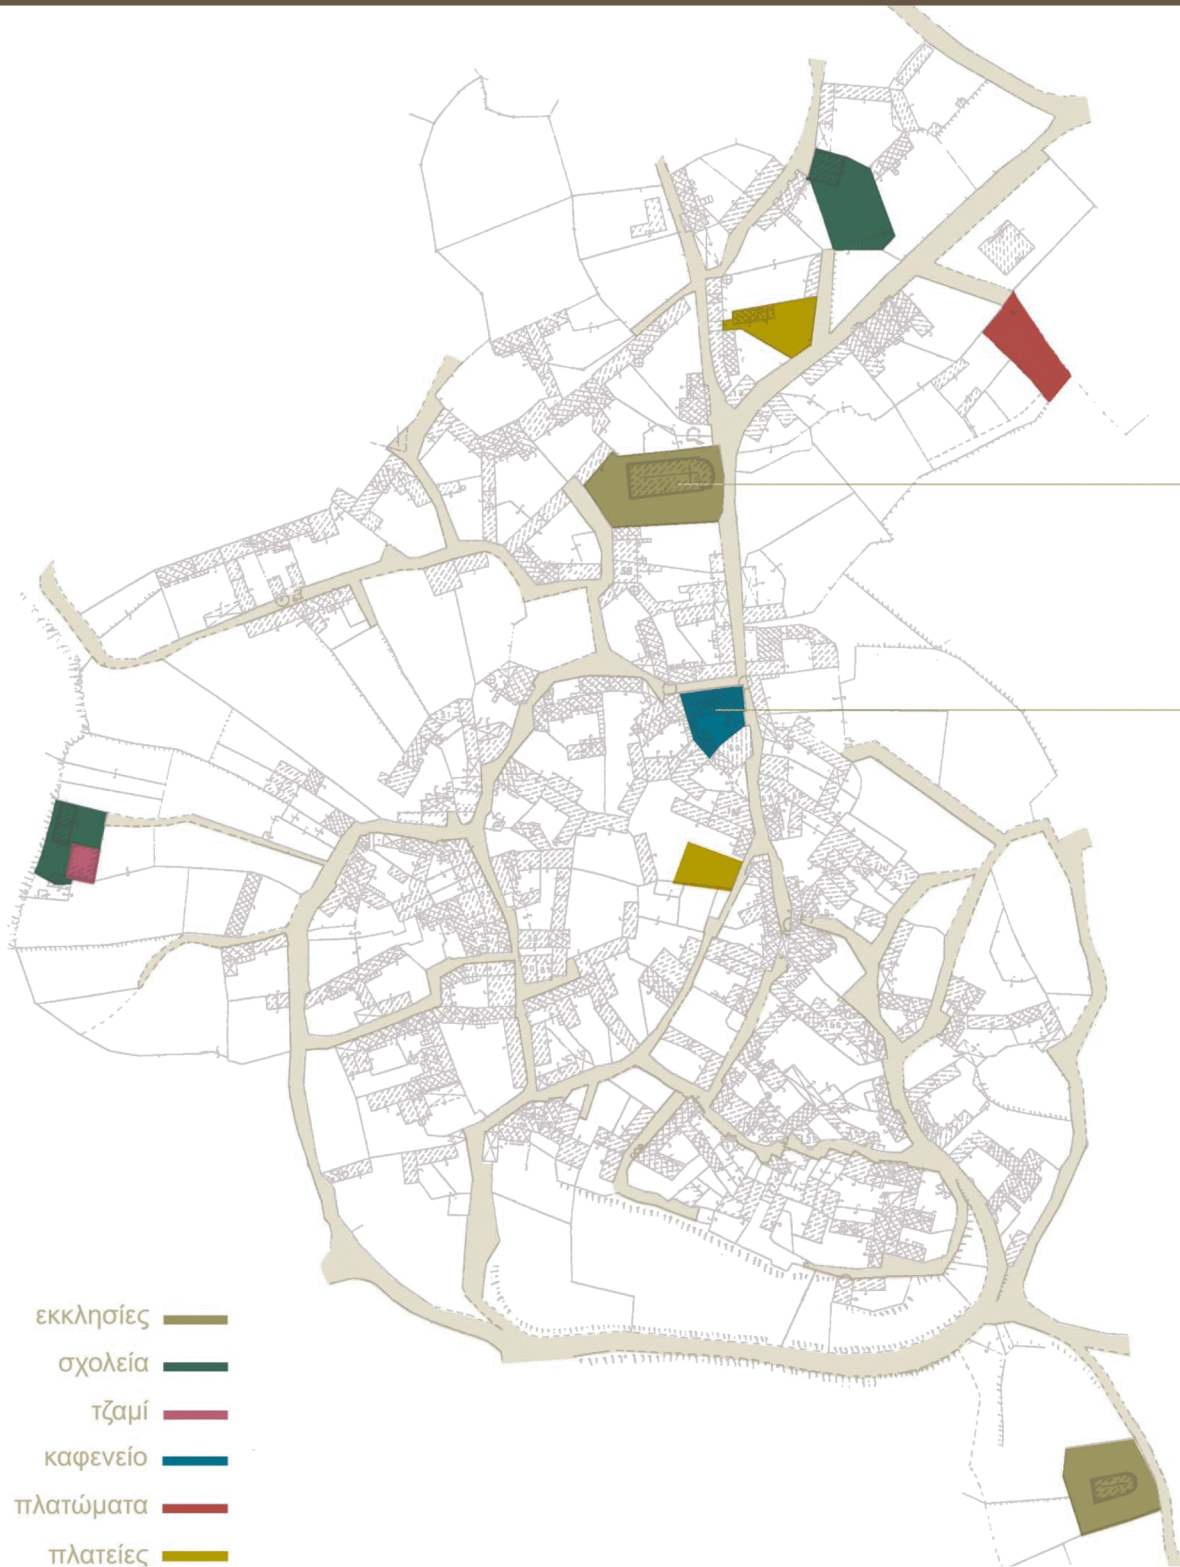 εκκλησίες
σχολεία
τζαμί
καφενείο
πλατώματα
πλατείες